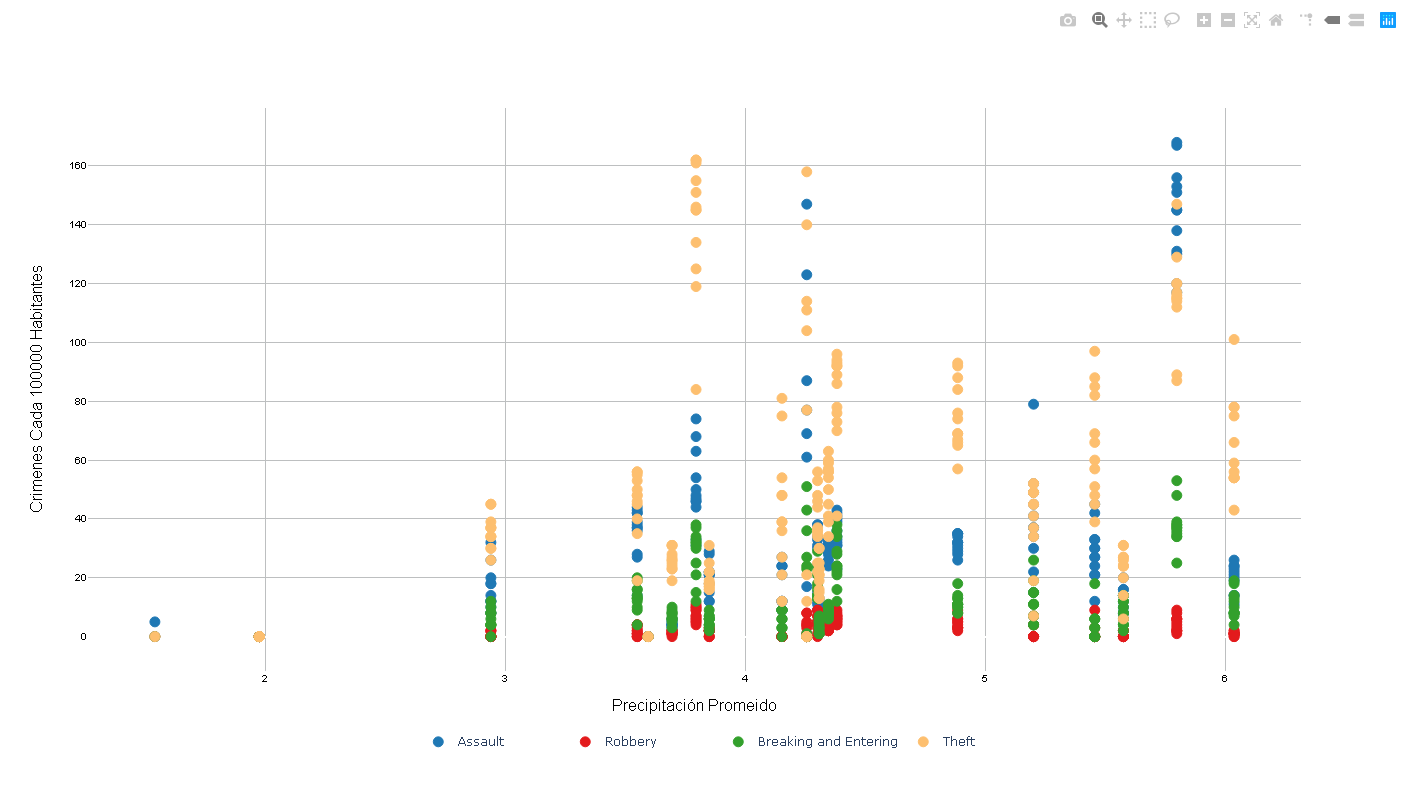 160
140
120
100
80
60
40
20
0
Crimenes Cada 100000 Habitantes
2 3 4 5 6
Precipitación Promeido
Assault Robbery Breaking and Entering Theft